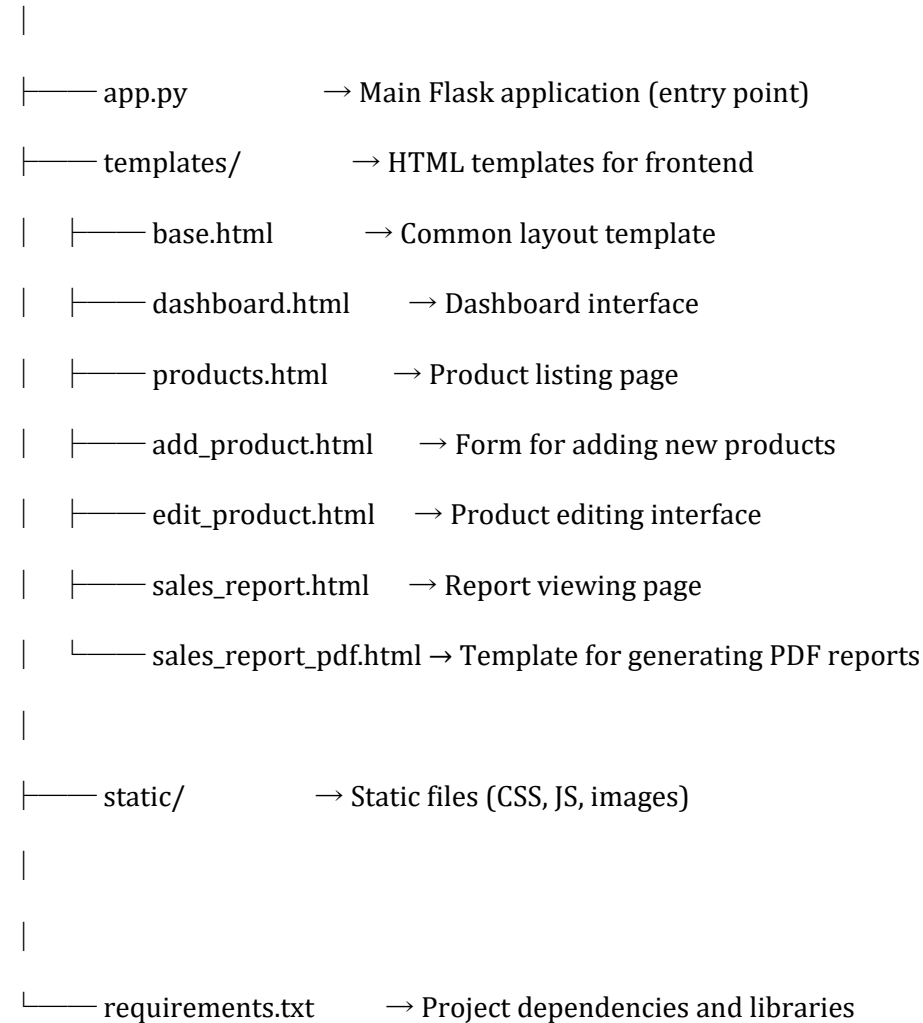 │
├── app.py → Main Flask application (entry point)
├── templates/ → HTML templates for frontend
│ ├── base.html → Common layout template
│ ├── dashboard.html → Dashboard interface
│ ├── products.html → Product listing page
│ ├── add_product.html → Form for adding new products
│ ├── edit_product.html → Product editing interface
│ ├── sales_report.html → Report viewing page
│ └── sales_report_pdf.html → Template for generating PDF reports
│
├── static/ → Static files (CSS, JS, images)
│
│
└── requirements.txt → Project dependencies and libraries